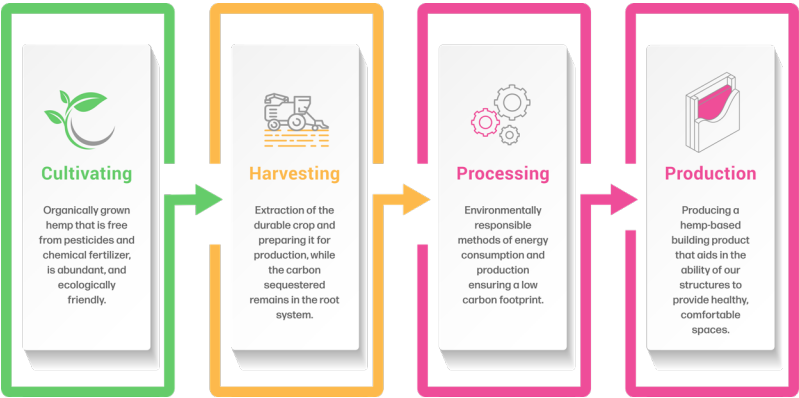 Cultivating
Organically grown
hemp that is free
from pesticides and
chemical fertilizer,
is abundant, and
ecologically
friendly.
Harvesting
Extraction of the
durable crop and
preparing it for
production, while
the carbon
sequestered
remains in the root
system.
Processing
Environmentally
responsible
methods of energy
consumption and
production
ensuring a low
carbon footprint.
Production
Producing a
hemp-based
building product
that aids in the
ability of our
structures to
provide healthy,
comfortable
spaces.